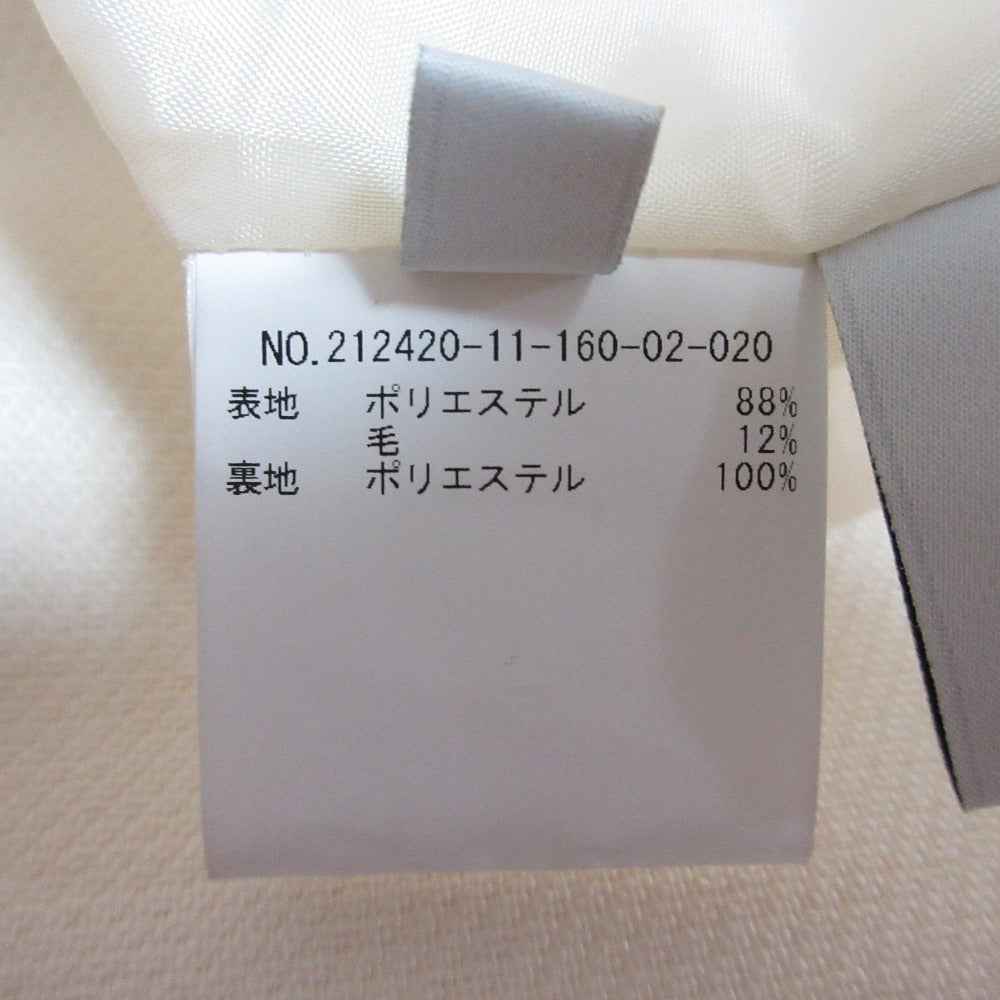 NO.212420-11-160-02-020
表地 ポリエステル 88%
毛 12%
裏地 ポリエステル 100%